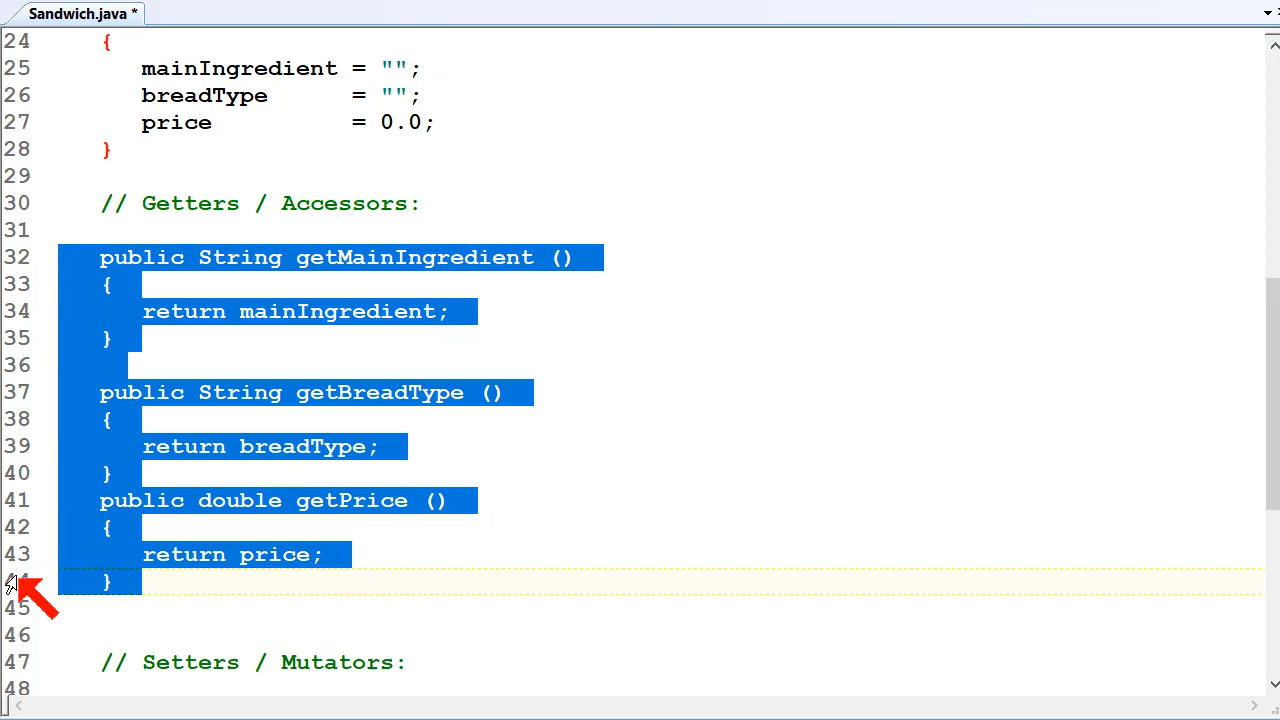 Sandwich.java *
24 {
25 mainIngredient = "";
26 breadType = "";
27 price = 0.0;
28 }
29
30 // Getters / Accessors:
31
32 public String getMainIngredient ()
33 {
34 return mainIngredient;
35 }
36
37 public String getBreadType ()
38 {
39 return breadType;
40 }
41 public double getPrice ()
42 {
43 return price;
}
45
46
47 // Setters / Mutators:
48